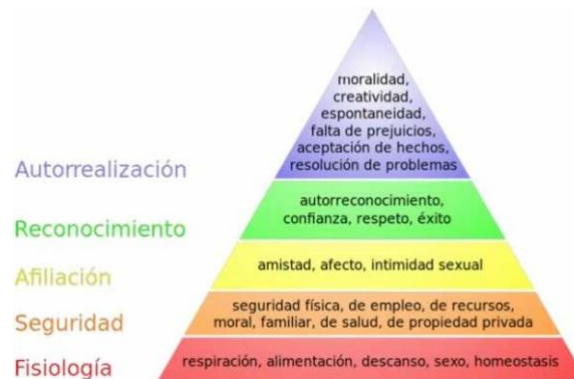 moralidad,
creatividad,
espontaneidad,
falta de prejuicios,
aceptación de hechos,
resolución de problemas
Autorrealización
autorreconocimiento,
confianza, respeto, éxito
Reconocimiento
amistad, afecto, intimidad sexual
Afiliación
seguridad física, de empleo, de recursos,
moral, familiar, de salud, de propiedad privada
Seguridad
respiración, alimentación, descanso, sexo, homeostasis
Fisiología